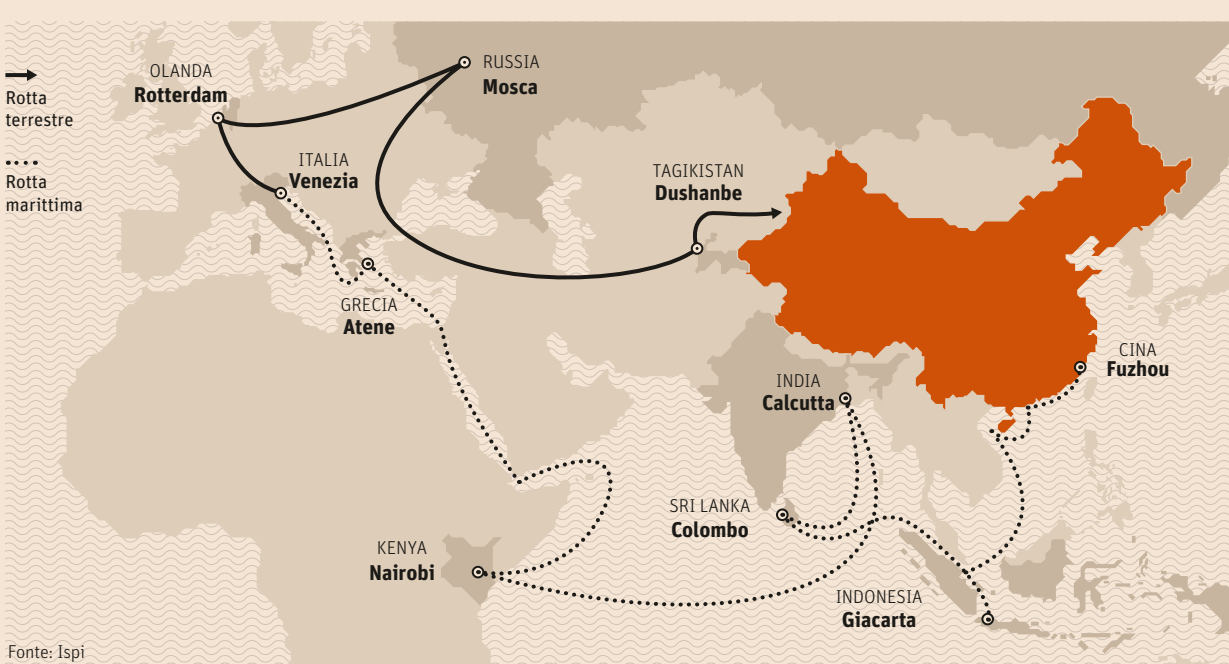 Rotta
terrestre
Rotta
marittima
OLANDA
Rotterdam
RUSSIA
Mosca
ITALIA
Venezia
TAGIKISTAN
Dushanbe
GRECIA
Atene
CINA
Fuzhou
INDIA
Calcutta
SRI LANKA
Colombo
KENYA
Nairobi
INDONESIA
Giacarta
Fonte: Ispi